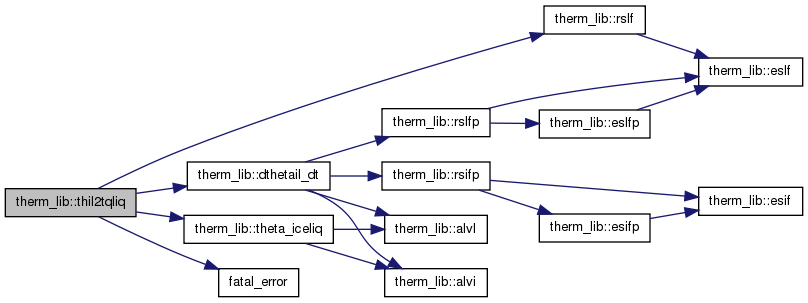 therm_lib::rslf
therm_lib::eslf
therm_lib::rslfp
therm_lib::eslfp
therm_lib::dthetail_dt
therm_lib::rsifp
therm_lib::thil2tqliq
therm_lib::esif
therm_lib::theta_iceliq
therm_lib::alvl
therm_lib::esifp
fatal_error
therm_lib::alvi